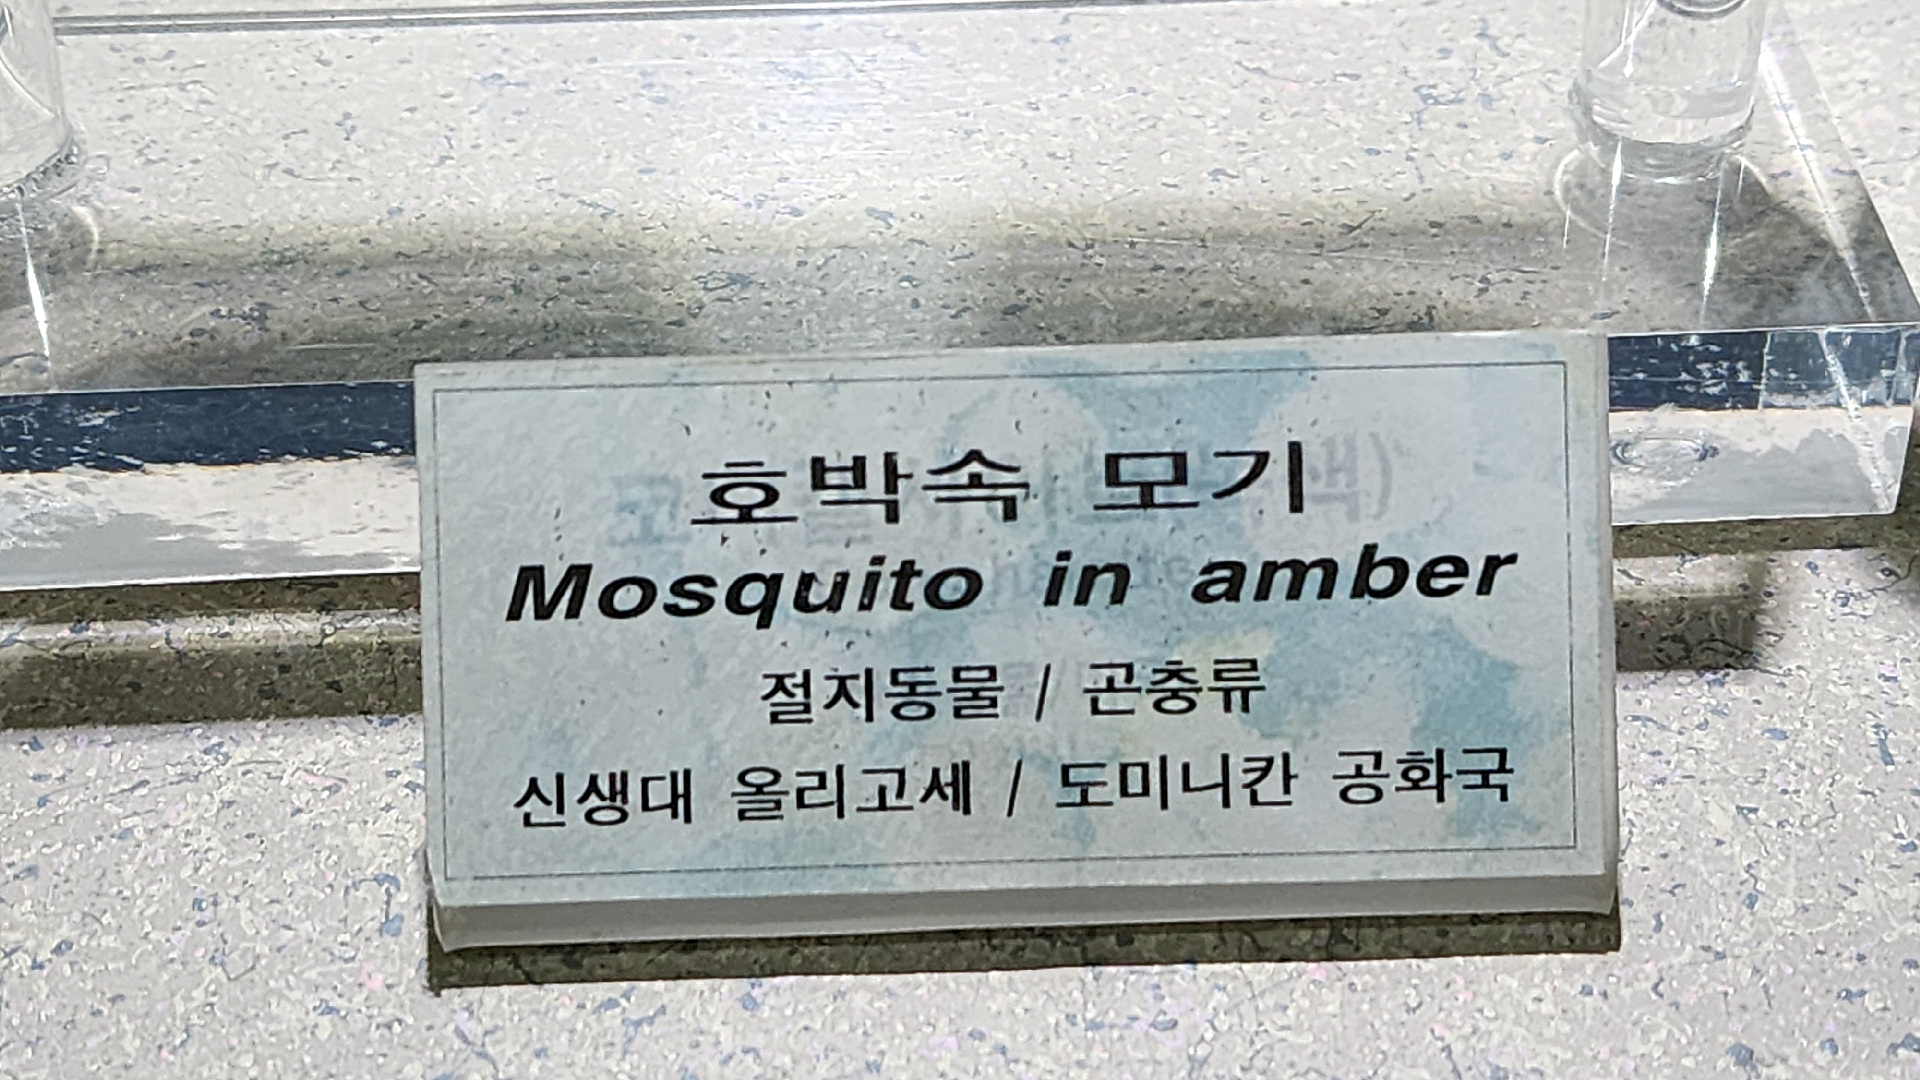 호박속 모기
Mosquito in amber
절지동물 / 곤충류
신생대 올리고세 / 도미니칸 공화국